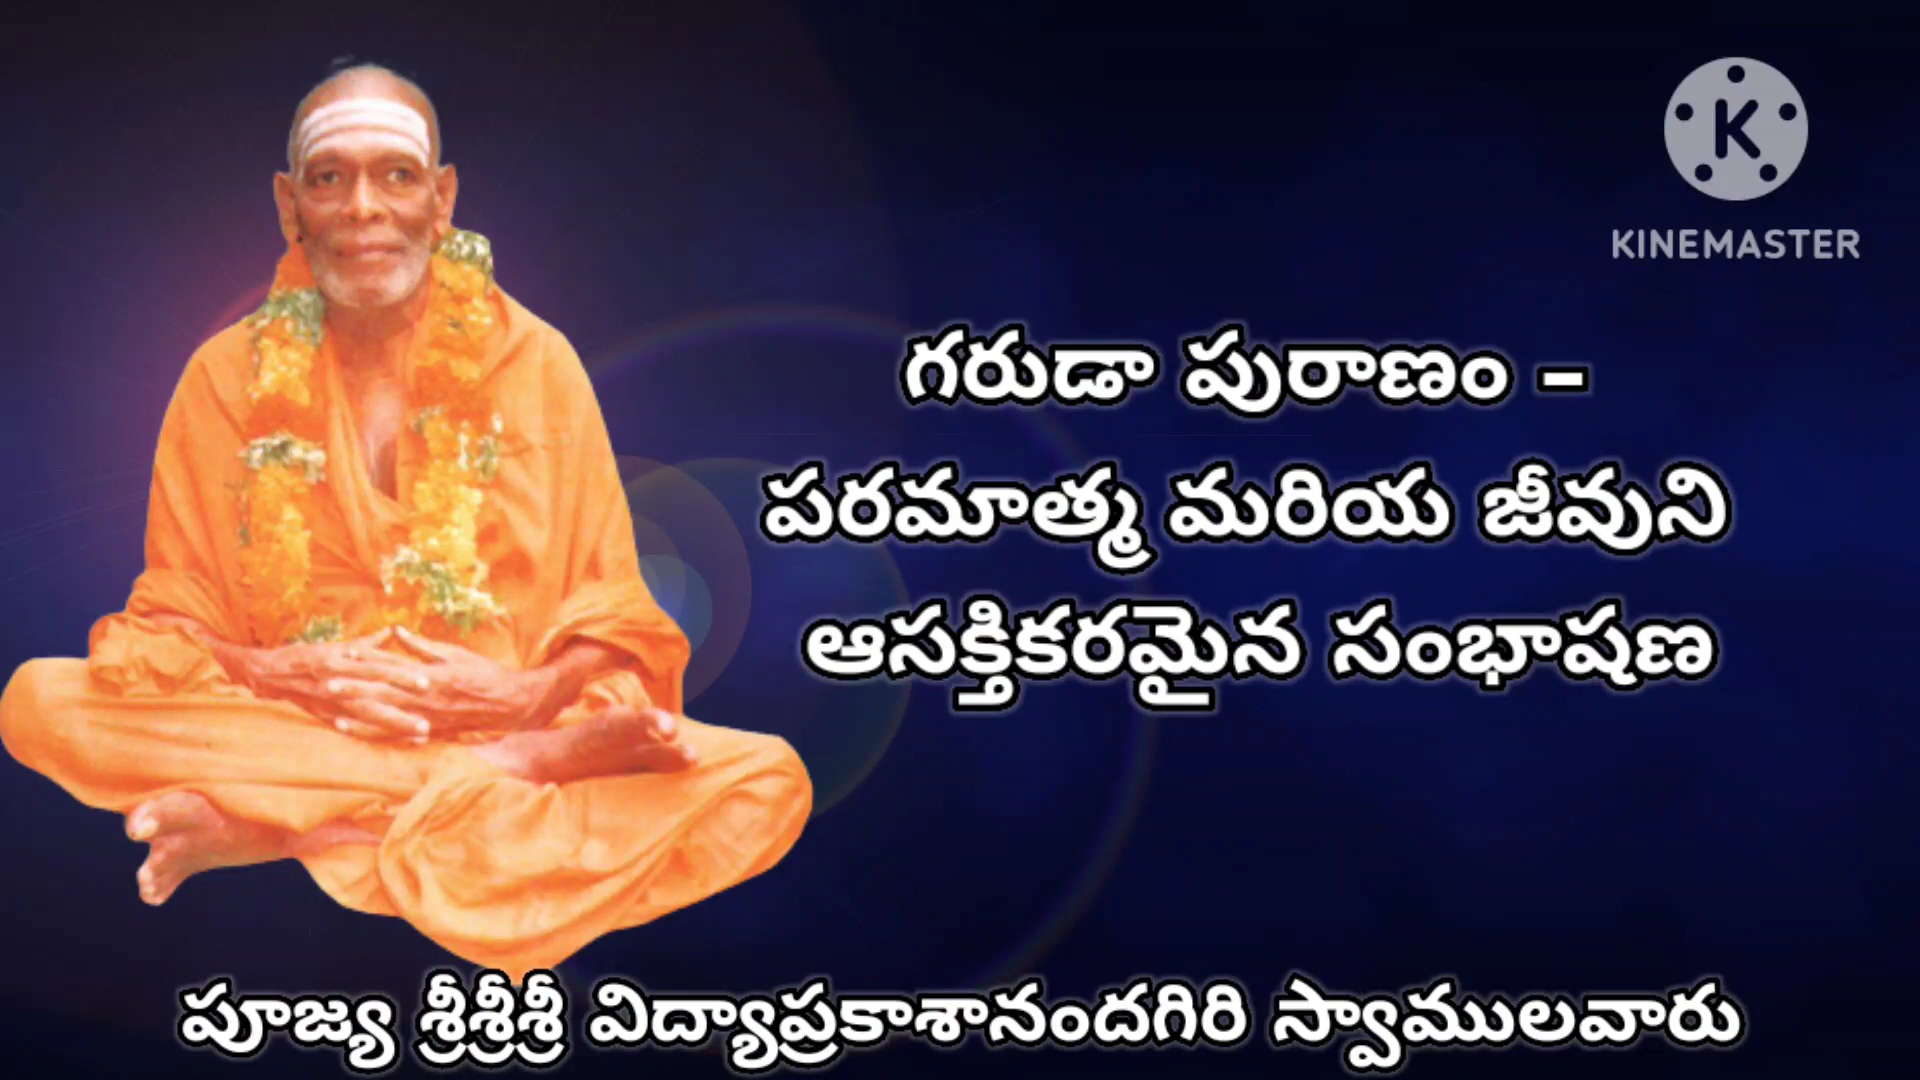 K
KINEMASTER
గరుడా పురాణం –
పరమాత్మ మరియ జీవుని
ఆసక్తికరమైన సంభాషణ
పూజ్య శ్రీశ్రీశ్రీ విద్యాప్రకాశానందగిరి స్వాములవారు